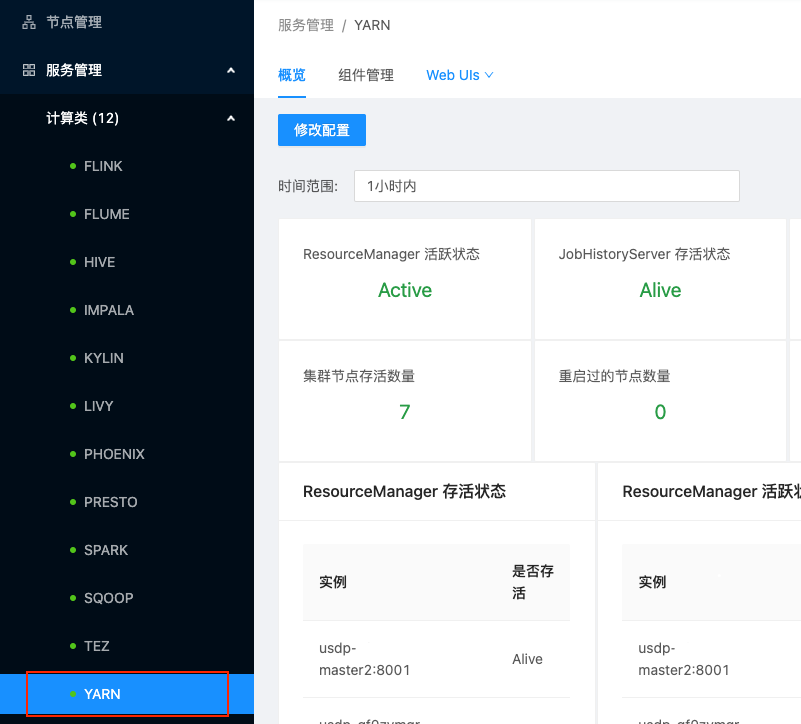 节点管理
服务管理
计算类 (12)
FLINK
FLUME
HIVE
IMPALA
KYLIN
LIVY
PHOENIX
PRESTO
SPARK
SQOOP
TEZ
YARN
服务管理 / YARN
概览 组件管理 Web UIs
修改配置
时间范围: 1小时内
ResourceManager 活跃状态
Active
JobHistoryServer 存活状态
Alive
集群节点存活数量
7
重启过的节点数量
0
ResourceManager 存活状态
实例 是否存
活
usdp-
master2:8001 Alive
ResourceManager 活跃
实例
usdp-
master2:8001